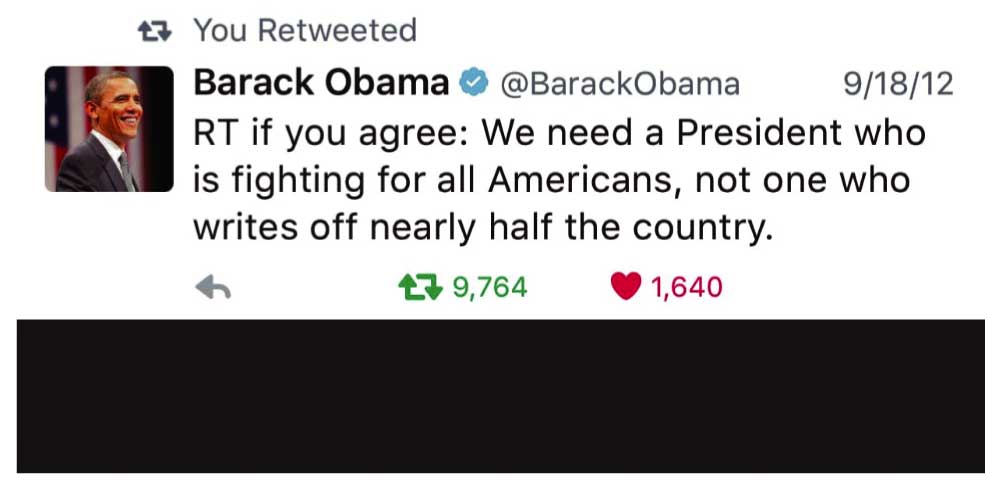 You Retweeted
Barack Obama @BarackObama 9/18/12
RT if you agree: We need a President who
is fighting for all Americans, not one who
writes off nearly half the country.
9,764 1,640